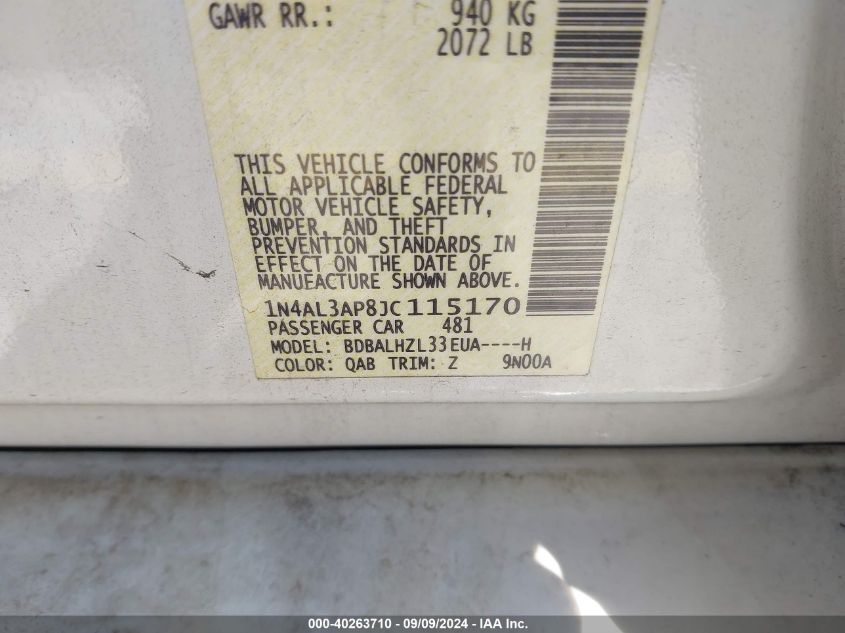 GAWR RR.: 940 KG
2072 LB
THIS VEHICLE CONFORMS TO
ALL APPLICABLE FEDERAL
MOTOR VEHICLE SAFETY,
BUMPER, AND THEFT
PREVENTION STANDARDS IN
EFFECT ON THE DATE OF
MANUFACTURE SHOWN ABOVE.
1N4AL3AP8JC115170
PASSENGER CAR 481
MODEL: BDBALHZL33EUA----H
COLOR: QAB TRIM: Z 9N00A
000-40263710 - 09/09/2024 - IAA Inc.